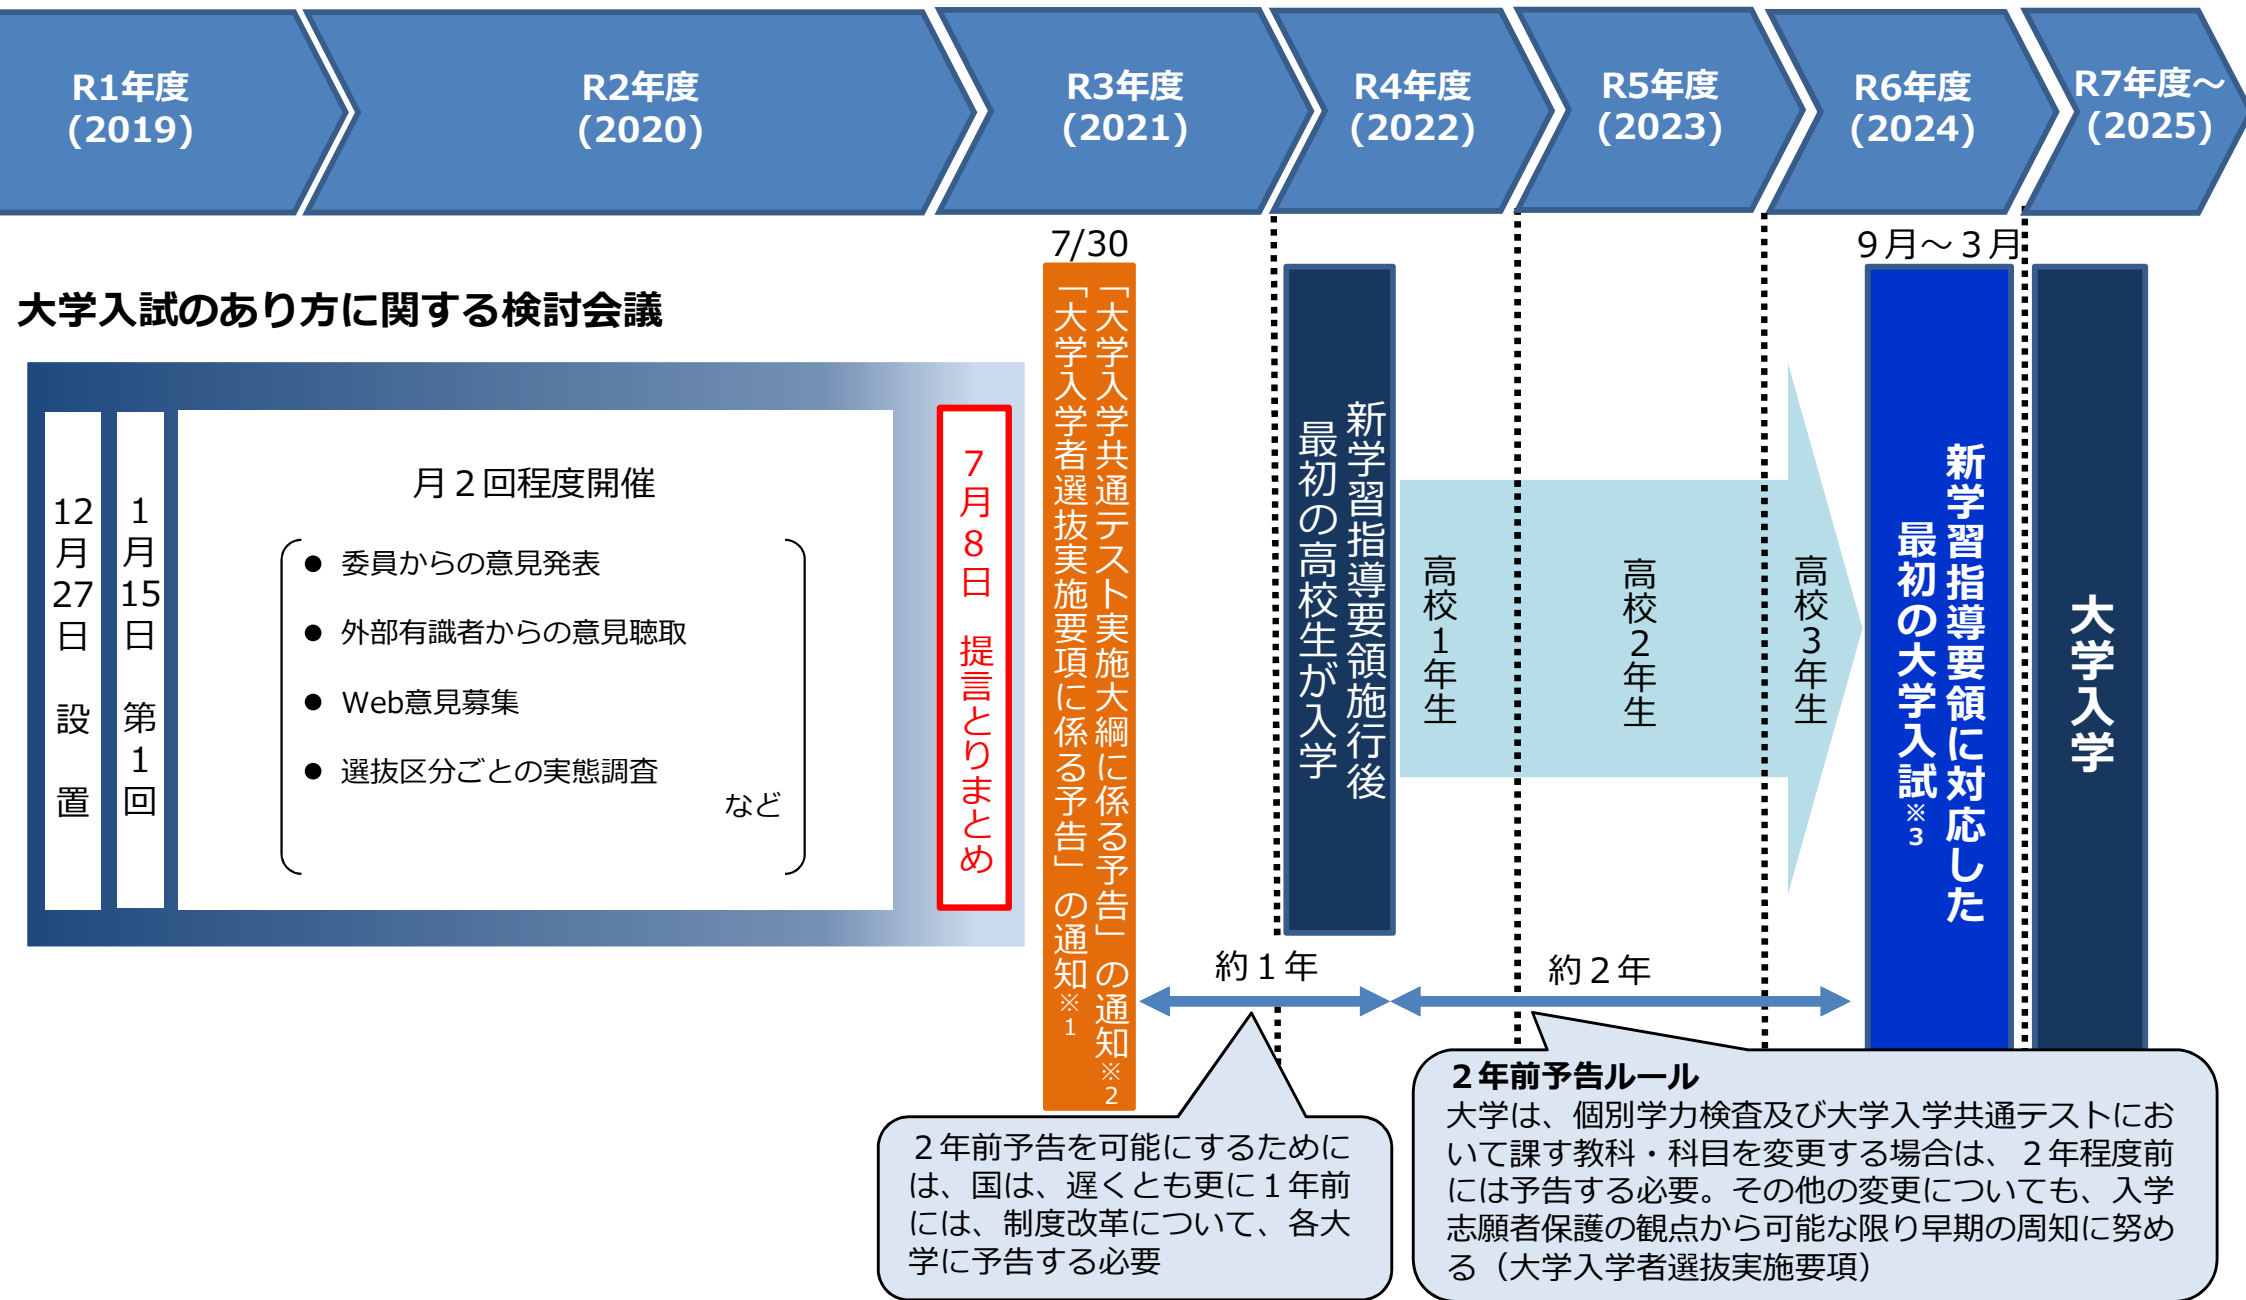 R1年度
(2019)
R2年度
(2020)
R3年度
(2021)
R4年度
(2022)
R5年度
(2023)
R6年度
(2024)
R7年度～
(2025)
大学入試のあり方に関する検討会議
12月27日 設 置
1月15日 第1回
月２回程度開催
● 委員からの意見発表
● 外部有識者からの意見聴取
● Web意見募集
● 選抜区分ごとの実態調査
など
7月8日 提言とりまとめ
7/30
「大学入学共通テスト実施大綱に係る予告」の通知※2
「大学入学者選抜実施要項に係る予告」の通知※1
新学習指導要領施行後
最初の高校生が入学
高校1年生
高校2年生
高校3年生
９月～３月
新学習指導要領に対応した
最初の大学入試※3
大学入学
約１年
約２年
２年前予告を可能にするために
は、国は、遅くとも更に１年前
には、制度改革について、各大
学に予告する必要
２年前予告ルール
大学は、個別学力検査及び大学入学共通テストにお
いて課す教科・科目を変更する場合は、２年程度前
には予告する必要。その他の変更についても、入学
志願者保護の観点から可能な限り早期の周知に努め
る（大学入学者選抜実施要項）